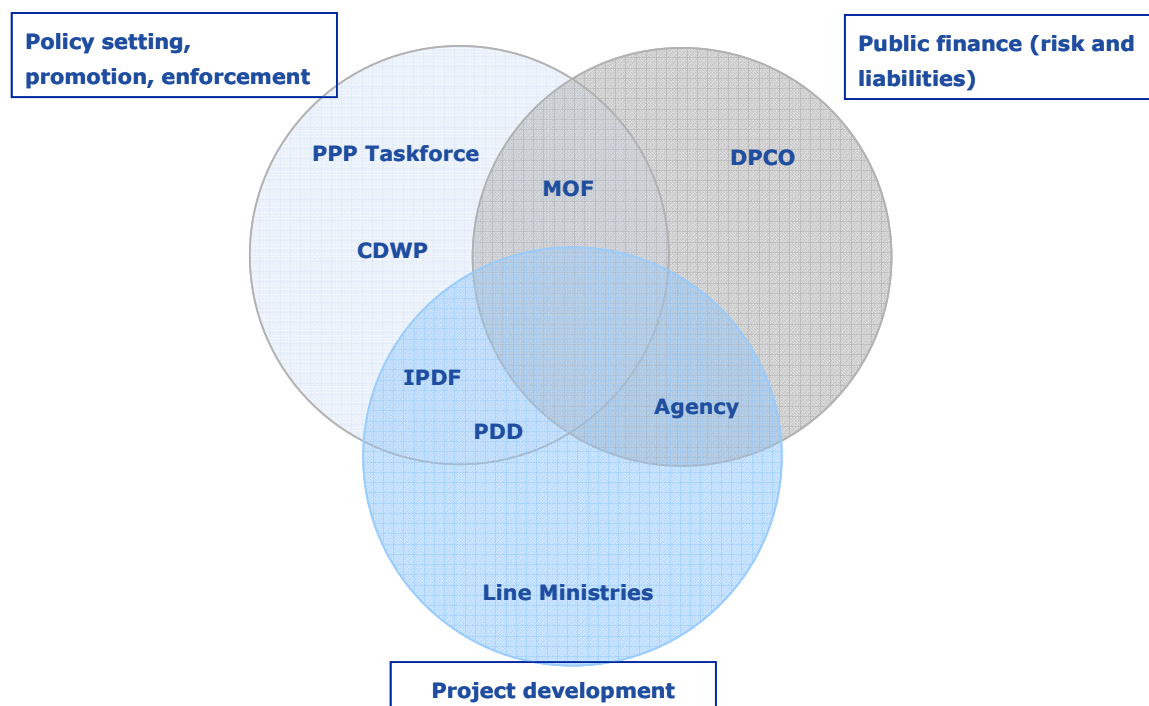 Policy setting,
promotion, enforcement
Public finance (risk and
liabilities)
PPP Taskforce
DPCO
MOF
CDWP
IPDF
Agency
PDD
Line Ministries
Project development